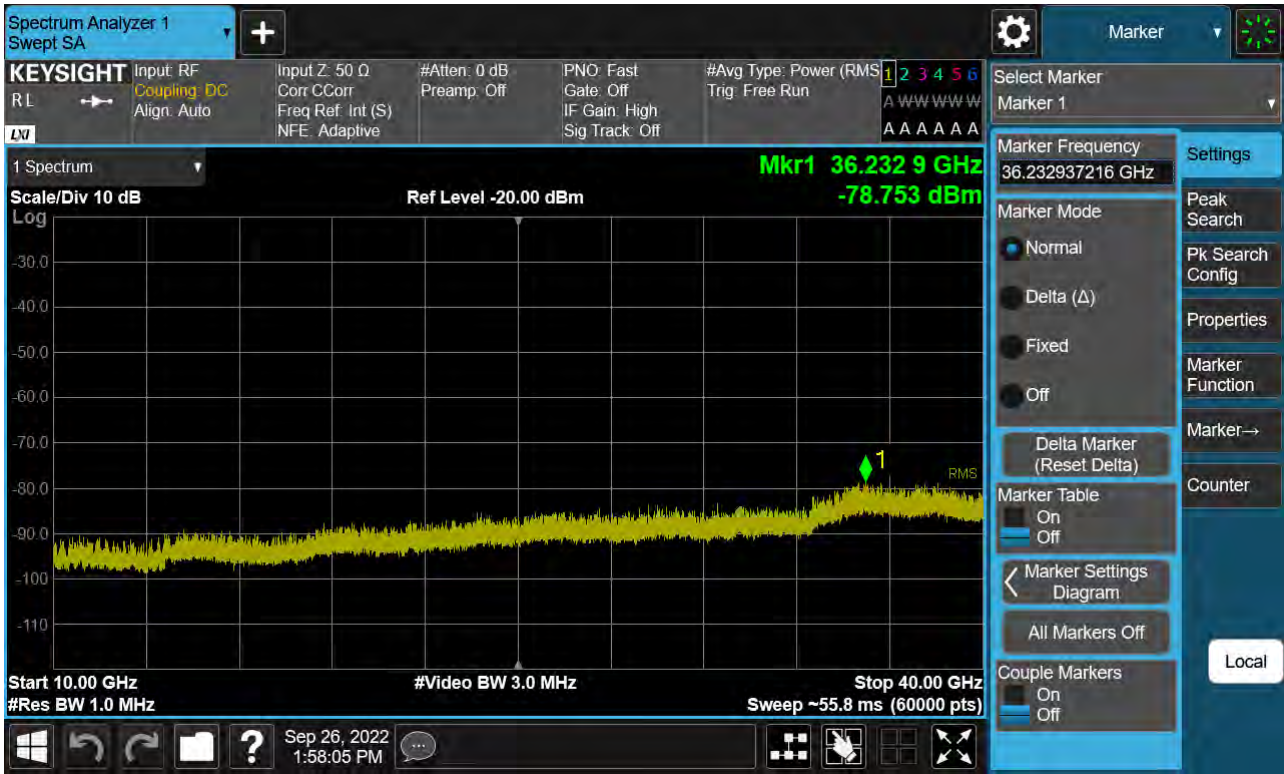 Spectrum Analyzer 1
Swept SA
+
Marker
KEYSIGHT
RL
LXI
Input: RF
Coupling: DC
Align: Auto
Input Z: 50 Ω
Corr CCorr
Freq Ref: Int (S)
NFE: Adaptive
#Atten: 0 dB
Preamp: Off
PNO: Fast
Gate: Off
IF Gain: High
Sig Track: Off
#Avg Type: Power (RMS
Trig: Free Run
1 2 3 4 5 6
A W W W W W
A A A A A A
Select Marker
Marker 1
1 Spectrum
Mkr1 36.232 9 GHz
-78.753 dBm
Scale/Div 10 dB
Ref Level -20.00 dBm
Log
-30.0
-40.0
-50.0
-60.0
-70.0
-80.0
-90.0
-100
-110
1
RMS
Start 10.00 GHz
#Video BW 3.0 MHz
Stop 40.00 GHz
#Res BW 1.0 MHz
Sweep ~55.8 ms (60000 pts)
Marker Frequency
36.232937216 GHz
Marker Mode
Normal
Delta (Δ)
Fixed
Off
Delta Marker
(Reset Delta)
Marker Table
On
Off
Marker Settings
Diagram
All Markers Off
Couple Markers
On
Off
Settings
Peak
Search
Pk Search
Config
Properties
Marker
Function
Marker→
Counter
Local
?
Sep 26, 2022
1:58:05 PM